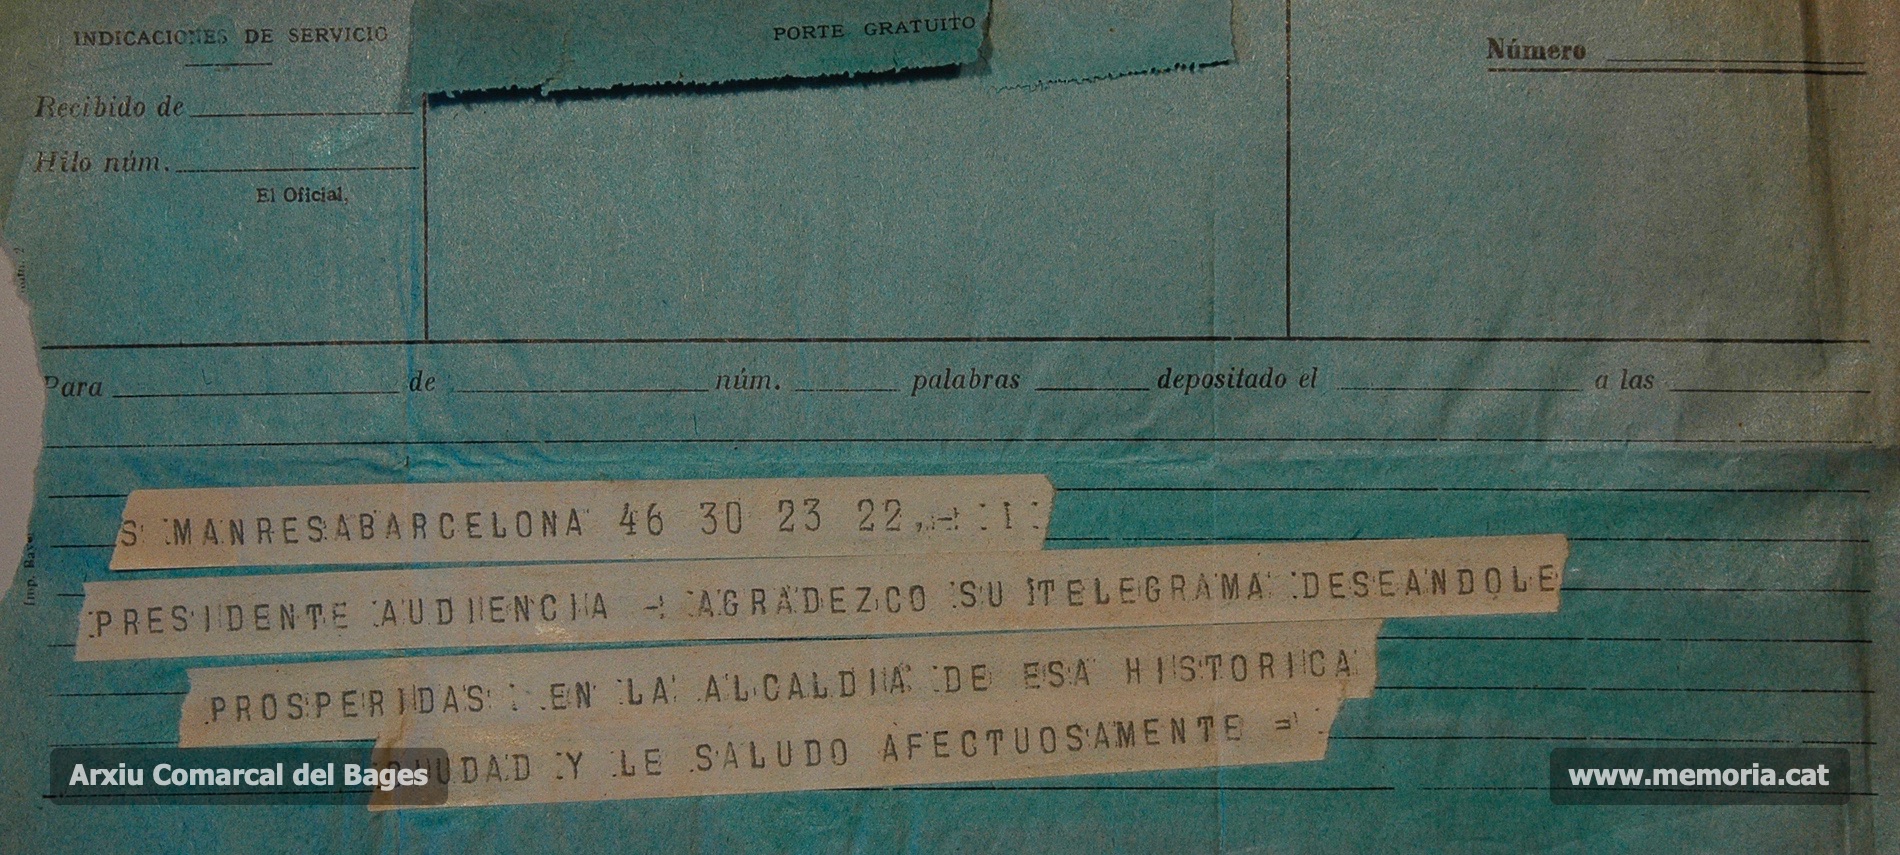 INDICACIONES DE SERVICIO
PORTE GRATUITO
Número
Recibido de
Hilo núm.
El Oficial,
Para de núm. palabras depositado el a las
S MANRESABARCELONA 46 30 23 22,
PRESIDENTE AUDIENCIA - AGRADEZCO SU TELEGRAMA DESEANDOLE
PROSPERIDAS EN LA ALCALDIA DE ESA HISTORICA
CIUDAD Y LE SALUDO AFECTUOSAMENTE =
Imp.
Arxiu Comarcal del Bages
www.memoria.cat